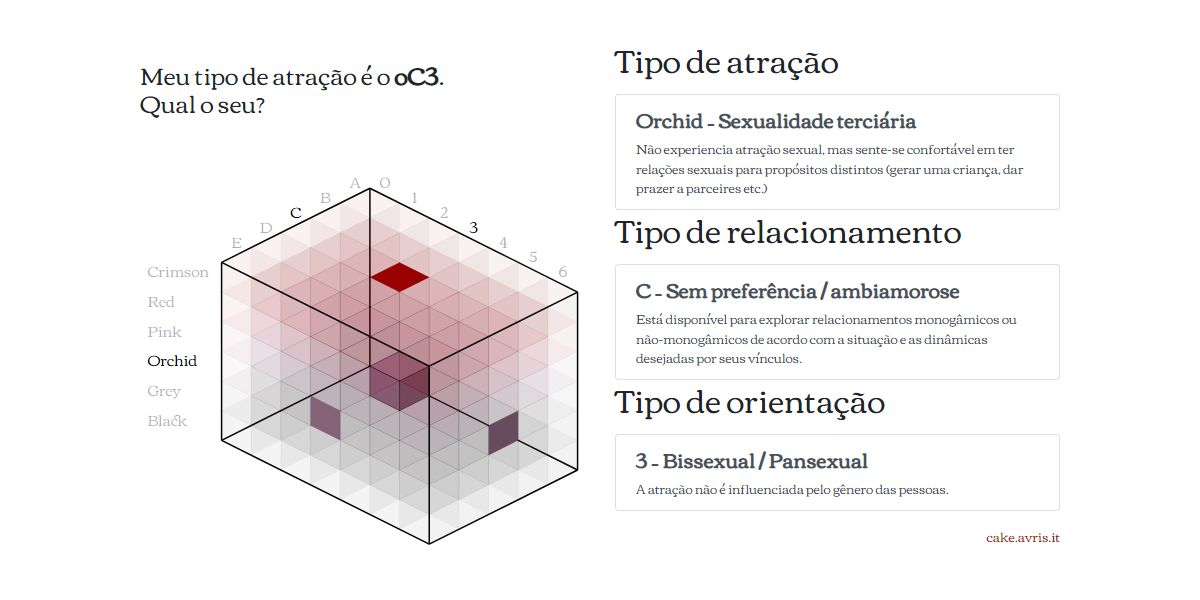 Meu tipo de atração é o oC3.
Qual o seu?
A
B
C
D
E
0
1
2
3
4
5
6
Crimson
Red
Pink
Orchid
Grey
Black
Tipo de atração
Orchid - Sexualidade terciária
Não experiencia atração sexual, mas sente-se confortável em ter
relações sexuais para propósitos distintos (gerar uma criança, dar
prazer a parceires etc.)
Tipo de relacionamento
C - Sem preferência / ambiamorose
Está disponível para explorar relacionamentos monogâmicos ou
não-monogâmicos de acordo com a situação e as dinâmicas
desejadas por seus vínculos.
Tipo de orientação
3 - Bissexual / Pansexual
A atração não é influenciada pelo gênero das pessoas.
cake.avris.it